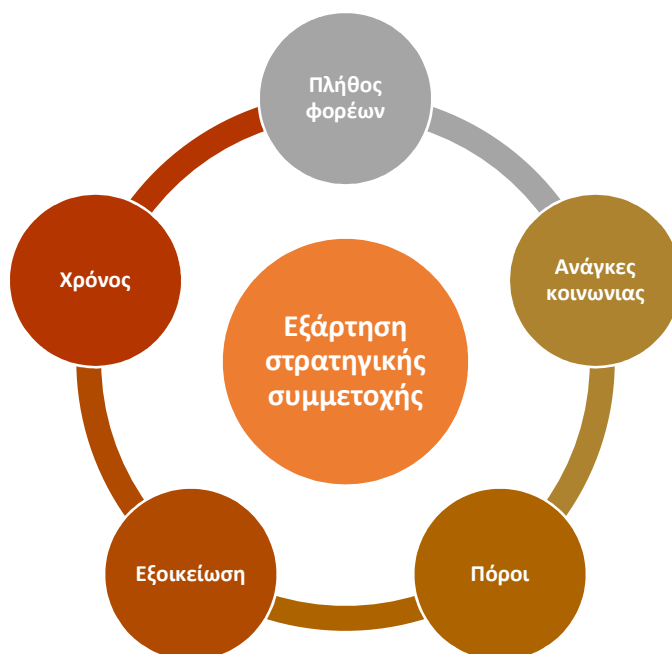 Πλήθος
φορέων
Χρόνος
Ανάγκες
κοινωνιας
Εξάρτηση
στρατηγικής
συμμετοχής
Εξοικείωση
Πόροι